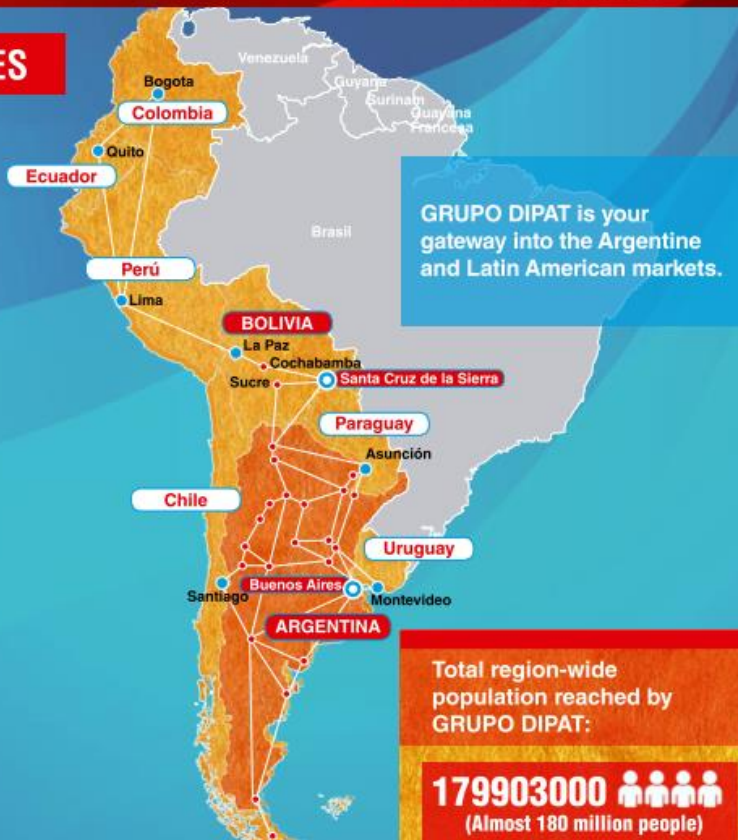 ES
Venezuela
Guyana
Surinam
Guayana
Francesa
Bogota
Colombia
Quito
Ecuador
Brasil
GRUPO DIPAT is your
gateway into the Argentine
and Latin American markets.
Perú
Lima
BOLIVIA
La Paz
Cochabamba
Sucre
Santa Cruz de la Sierra
Paraguay
Asunción
Chile
Uruguay
Buenos Aires
Santiago
Montevideo
ARGENTINA
Total region-wide
population reached by
GRUPO DIPAT:
179903000
(Almost 180 million people)